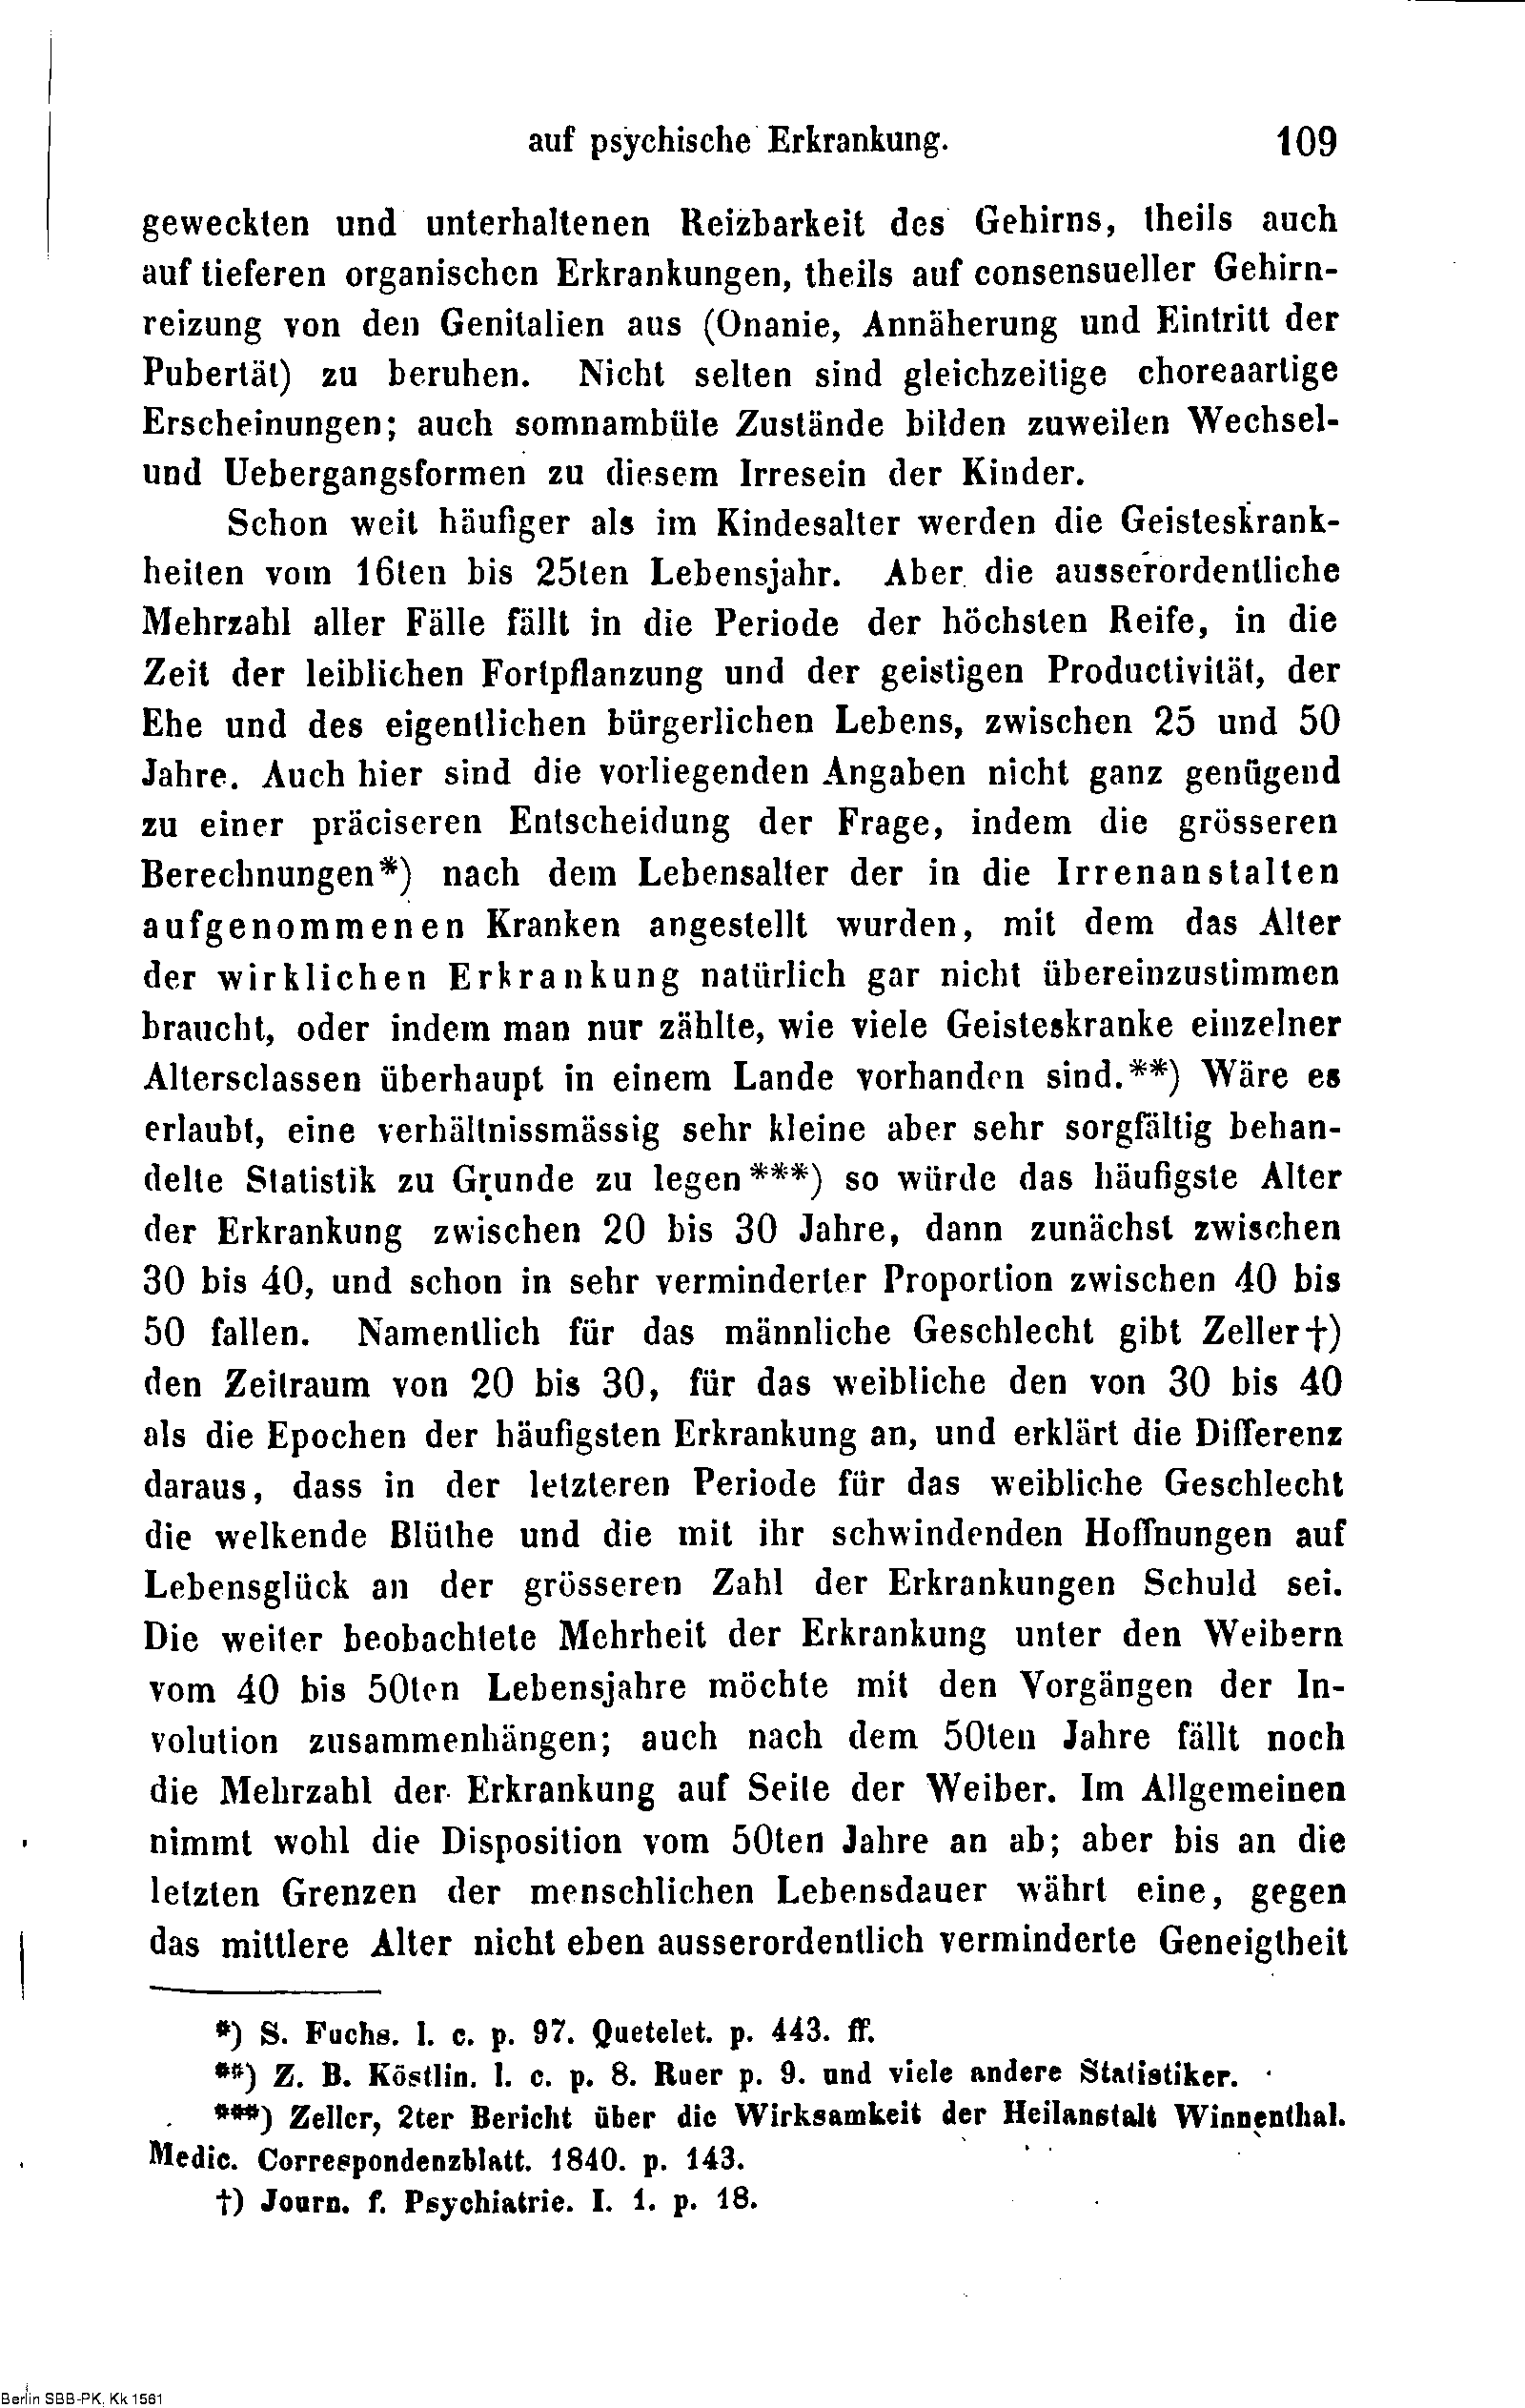 auf psychische Erkrankung. 109
geweckten und unterhaltenen Reizbarkeit des Gehirns, theils auch
auf tieferen organischen Erkrankungen, theils auf consensueller Gehirn-
reizung von den Genitalien aus (Onanie, Annäherung und Eintritt der
Pubertät) zu beruhen. Nicht selten sind gleichzeitige choreaartige
Erscheinungen; auch somnambüle Zustände bilden zuweilen Wechsel-
und Uebergangsformen zu diesem Irresein der Kinder.
Schon weit häufiger als im Kindesalter werden die Geisteskrank-
heiten vom 16ten bis 25ten Lebensjahr. Aber die ausserordentliche
Mehrzahl aller Fälle fällt in die Periode der höchsten Reife, in die
Zeit der leiblichen Fortpflanzung und der geistigen Productivität, der
Ehe und des eigentlichen bürgerlichen Lebens, zwischen 25 und 50
Jahre. Auch hier sind die vorliegenden Angaben nicht ganz genügend
zu einer präciseren Entscheidung der Frage, indem die grösseren
Berechnungen*) nach dem Lebensalter der in die Irrenanstalten
aufgenommenen Kranken angestellt wurden, mit dem das Alter
der wirklichen Erkrankung natürlich gar nicht übereinzustimmen
braucht, oder indem man nur zählte, wie viele Geisteskranke einzelner
Altersclassen überhaupt in einem Lande vorhanden sind.**) Wäre es
erlaubt, eine verhältnissmässig sehr kleine aber sehr sorgfältig behan-
delte Statistik zu Grunde zu legen***) so würde das häufigste Alter
der Erkrankung zwischen 20 bis 30 Jahre, dann zunächst zwischen
30 bis 40, und schon in sehr verminderter Proportion zwischen 40 bis
50 fallen. Namentlich für das männliche Geschlecht gibt Zeller†)
den Zeitraum von 20 bis 30, für das weibliche den von 30 bis 40
als die Epochen der häufigsten Erkrankung an, und erklärt die Differenz
daraus, dass in der letzteren Periode für das weibliche Geschlecht
die welkende Blüthe und die mit ihr schwindenden Hoffnungen auf
Lebensglück an der grösseren Zahl der Erkrankungen Schuld sei.
Die weiter beobachtete Mehrheit der Erkrankung unter den Weibern
vom 40 bis 50ten Lebensjahre möchte mit den Vorgängen der In-
volution zusammenhängen; auch nach dem 50ten Jahre fällt noch
die Mehrzahl der Erkrankung auf Seite der Weiber. Im Allgemeinen
nimmt wohl die Disposition vom 50ten Jahre an ab; aber bis an die
letzten Grenzen der menschlichen Lebensdauer währt eine, gegen
das mittlere Alter nicht eben ausserordentlich verminderte Geneigtheit
*) S. Fuchs. l. c. p. 97. Quetelet. p. 443. ff.
**) Z. B. Köstlin. l. c. p. 8. Ruer p. 9. und viele andere Statistiker.
***) Zeller, 2ter Bericht über die Wirksamkeit der Heilanstalt Winnenthal.
Medic. Correspondenzblatt. 1840. p. 143.
†) Journ. f. Psychiatrie. I. 1. p. 18.
Berlin SBB-PK, Kk 1561